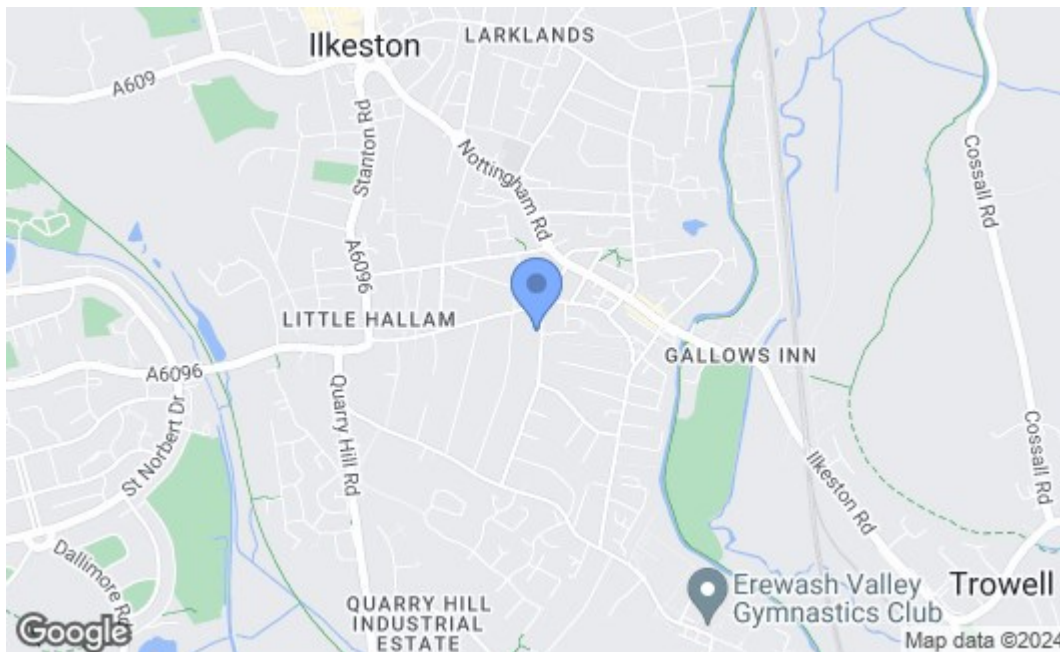 Ilkeston
LARKLANDS
A609
Stanton Rd
Nottingham Rd
Cossall Rd
A6096
LITTLE HALLAM
GALLOWS INN
A6096
Quarry Hill Rd
St Norbert Dr
Cossall Rd
Ilkeston Rd
Dallimore Rd
Erewash Valley
Gymnastics Club
Trowell
QUARRY HILL
INDUSTRIAL
ESTATE
Google
Map data ©2024